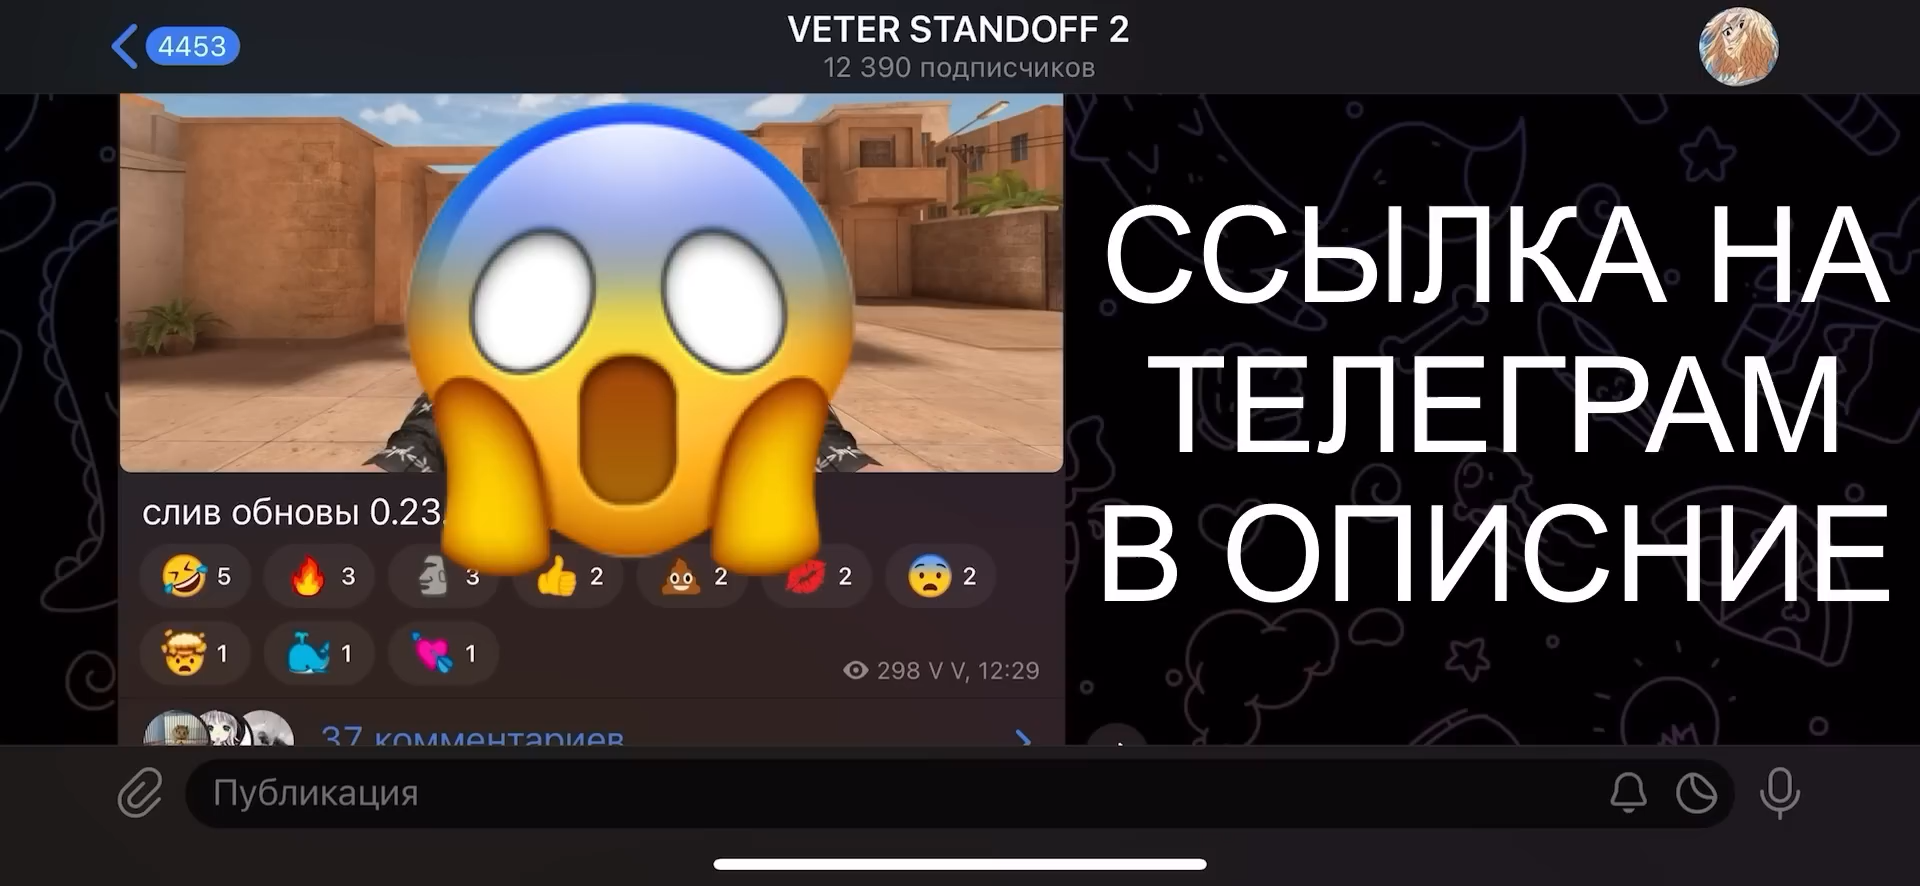 4453
VETER STANDOFF 2
12 390 подписчиков
ССЫЛКА НА
ТЕЛЕГРАМ
В ОПИСНИЕ
слив обновы 0.23.
5 3 3 2 2 2 2
1 1 1
298 V V, 12:29
37 комментариев
Публикация